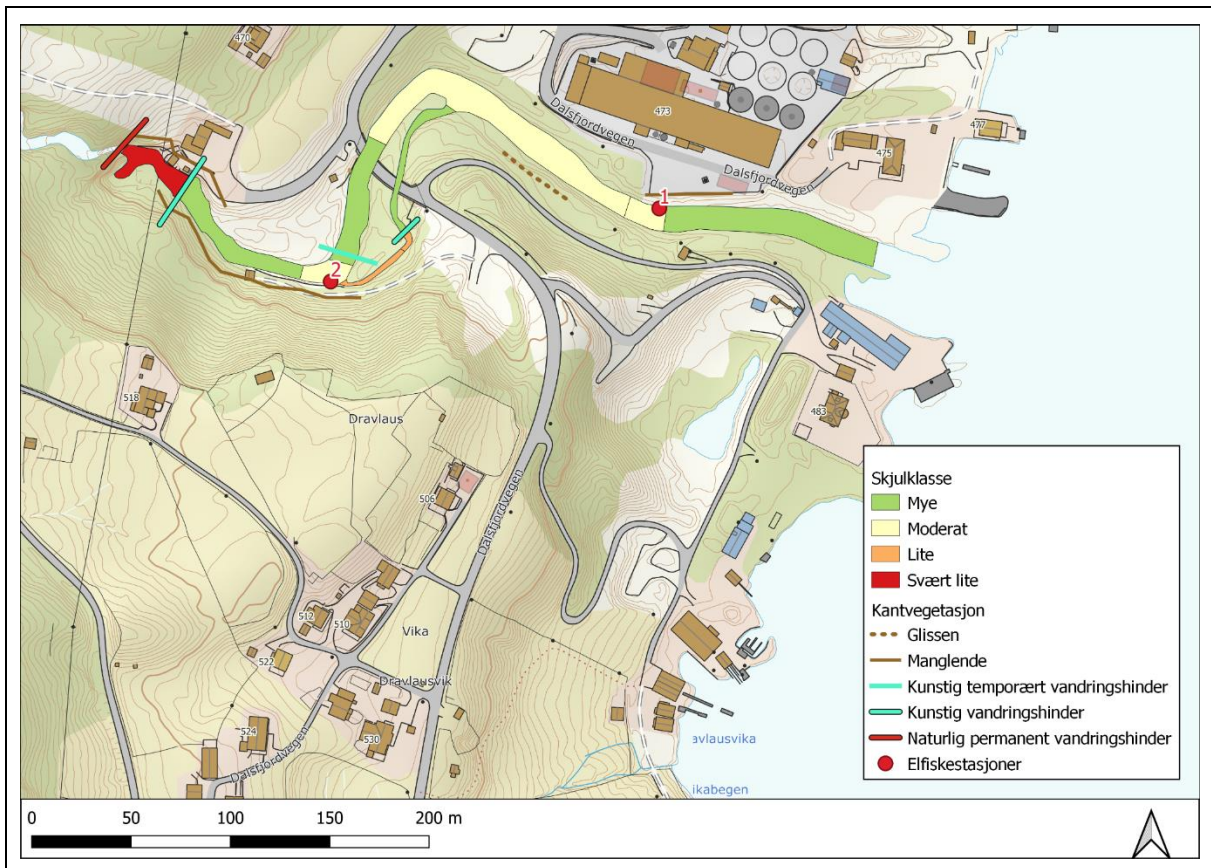 470
473
Dalsfjordvegen
Dalsfjordvegen
477
475
1
2
518
Dravlaus
483
506
Dalsfjordvegen
512
510
Vika
522
Dravlausvik
524
530
Dalsfjordvegen
avlausvika
ikabegen
Skjulklasse
Mye
Moderat
Lite
Svært lite
Kantvegetasjon
Glissen
Manglende
Kunstig temporært vandringshinder
Kunstig vandringshinder
Naturlig permanent vandringshinder
Elfiskestasjoner
0 50 100 150 200 m